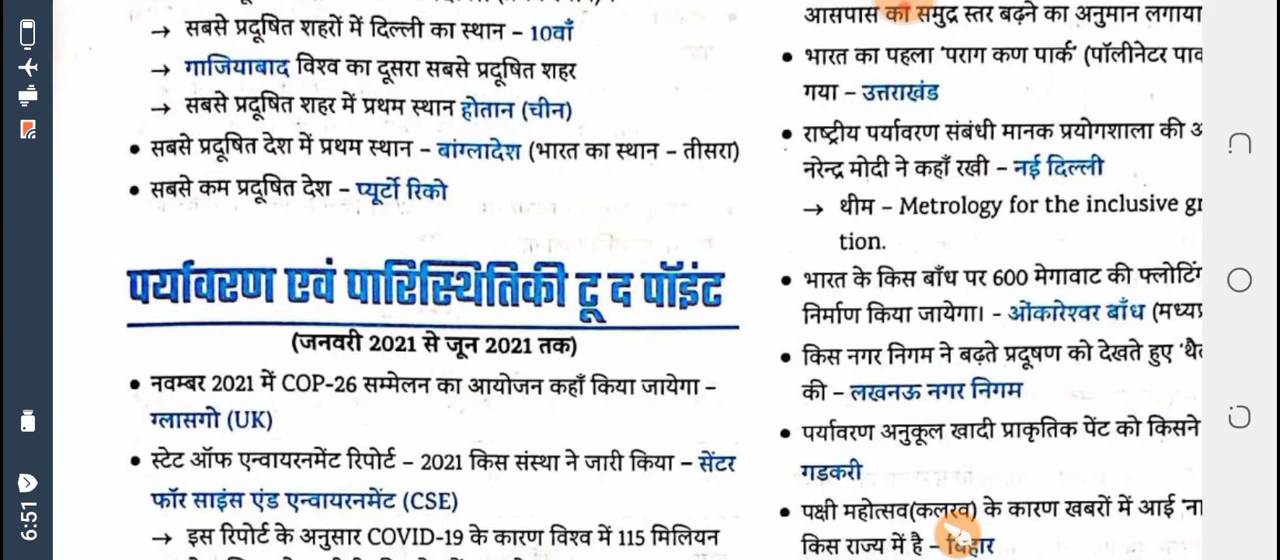 → सबसे प्रदूषित शहरों में दिल्ली का स्थान – 10वाँ
→ गाजियाबाद विश्व का दूसरा सबसे प्रदूषित शहर
→ सबसे प्रदूषित शहर में प्रथम स्थान होतान (चीन)
• सबसे प्रदूषित देश में प्रथम स्थान – बांग्लादेश (भारत का स्थान – तीसरा)
• सबसे कम प्रदूषित देश – प्यूर्टो रिको
पर्यावरण एवं पारिस्थितिकी टू द पॉइंट
(जनवरी 2021 से जून 2021 तक)
• नवम्बर 2021 में COP-26 सम्मेलन का आयोजन कहाँ किया जायेगा –
ग्लासगो (UK)
• स्टेट ऑफ एन्वायरनमेंट रिपोर्ट – 2021 किस संस्था ने जारी किया – सेंटर
फॉर साइंस एंड एन्वायरनमेंट (CSE)
→ इस रिपोर्ट के अनुसार COVID-19 के कारण विश्व में 115 मिलियन
आसपास का समुद्र स्तर बढ़ने का अनुमान लगाया
• भारत का पहला ‘पराग कण पार्क’ (पॉलीनेटर
गया – उत्तराखंड
• राष्ट्रीय पर्यावरण संबंधी मानक प्रयोगशाला की
नरेन्द्र मोदी ने कहाँ रखी – नई दिल्ली
→ थीम – Metrology for the inclusive
tion.
• भारत के किस बाँध पर 600 मेगावाट की फ्लोटिंग
निर्माण किया जायेगा। – ओंकारेश्वर बाँध
• किस नगर निगम ने बढ़ते प्रदूषण को देखते हुए
की – लखनऊ नगर निगम
• पर्यावरण अनुकूल खादी प्राकृतिक पेंट को किसने
गडकरी
• पक्षी महोत्सव(कलरव) के कारण खबरों में आई
किस राज्य में है – बिहार
6:51